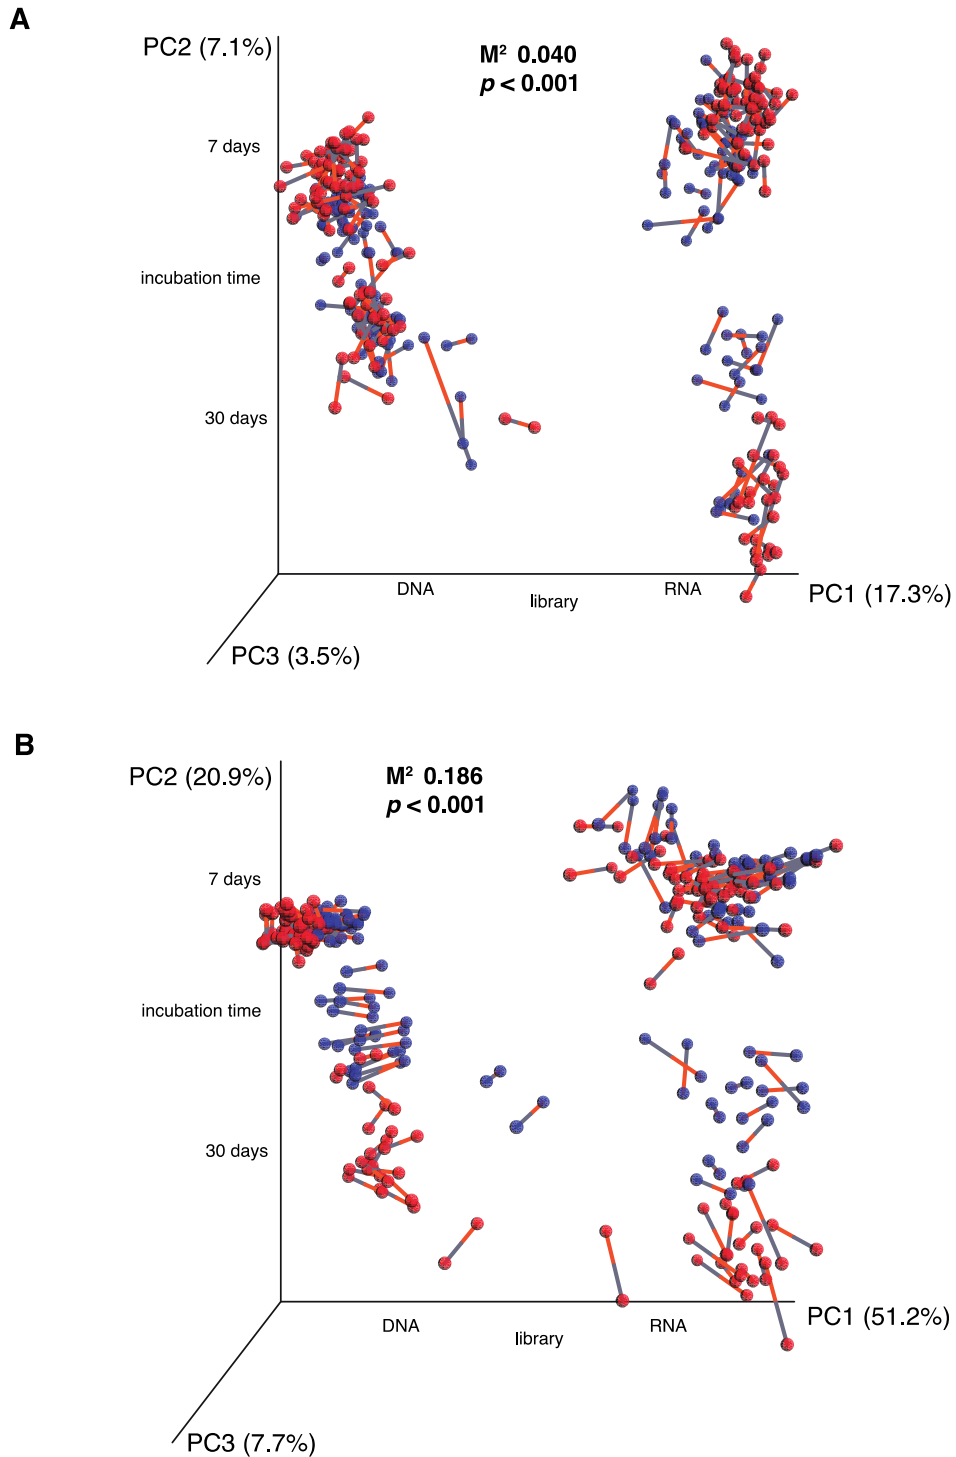 A
PC2 (7.1%)
M² 0.040
p < 0.001
7 days
incubation time
30 days
DNA
library
RNA
PC1 (17.3%)
PC3 (3.5%)
B
PC2 (20.9%)
M² 0.186
p < 0.001
7 days
incubation time
30 days
DNA
library
RNA
PC1 (51.2%)
PC3 (7.7%)